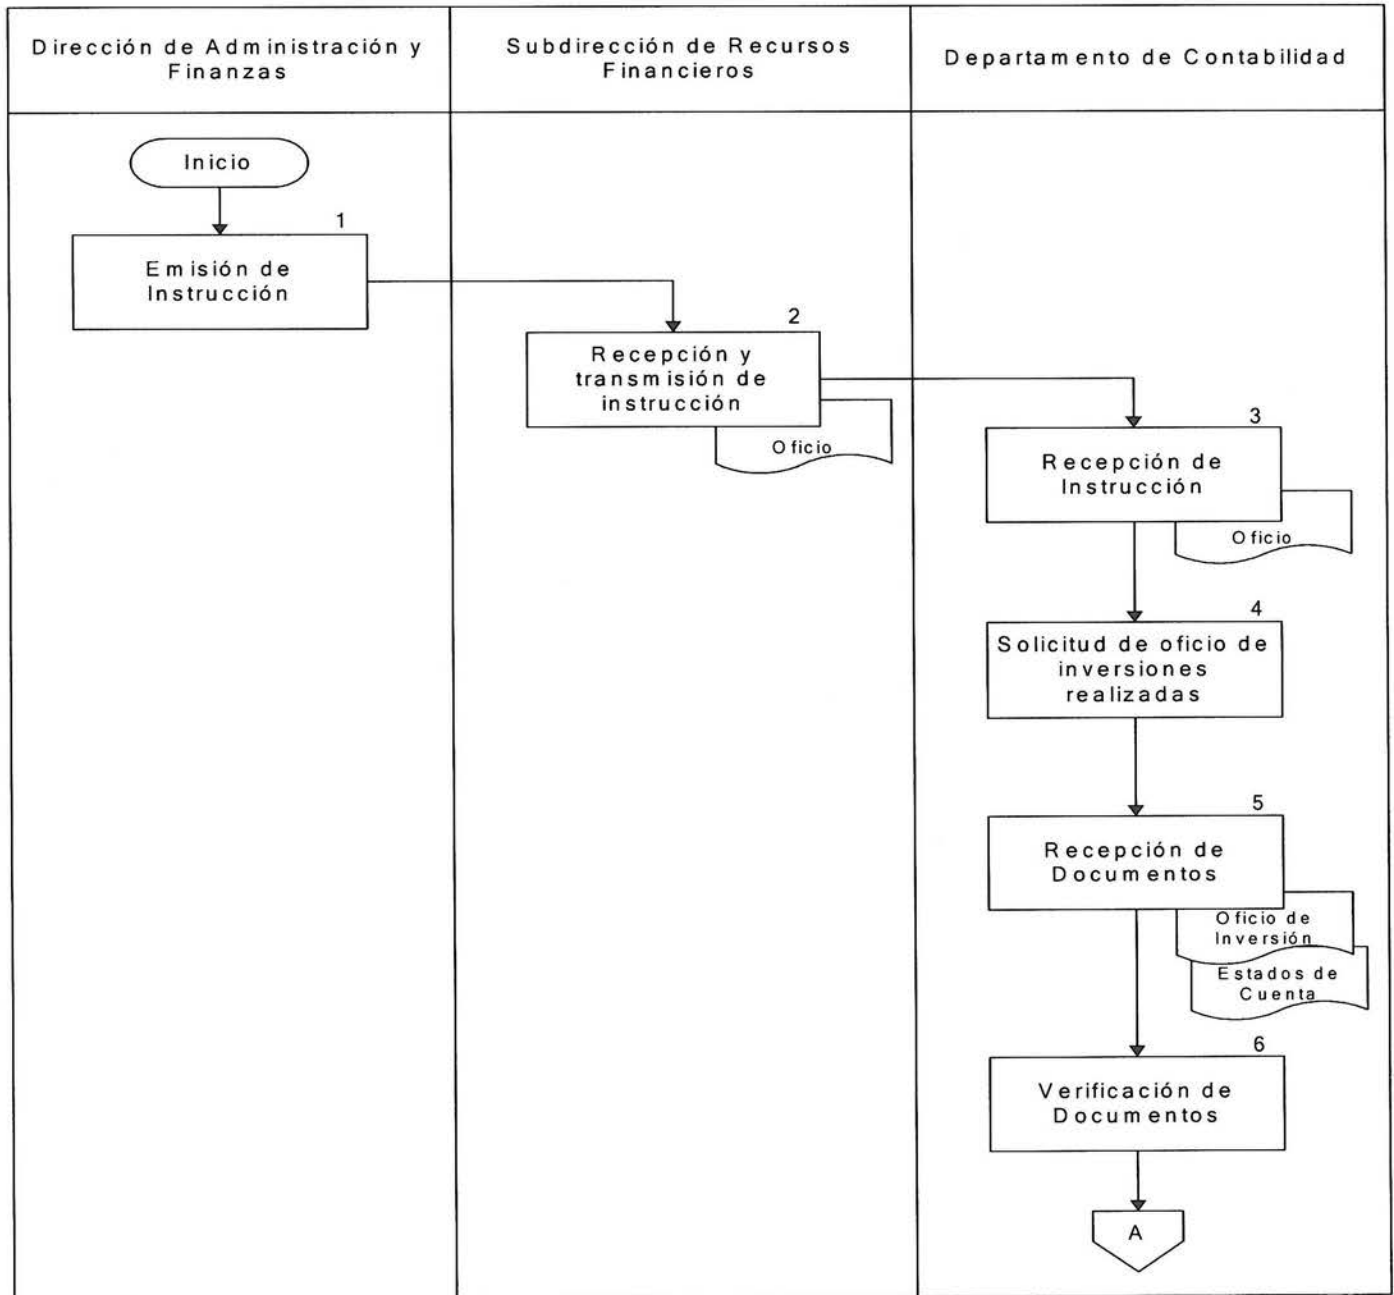 Dirección de Administración y
Finanzas
Subdirección de Recursos
Financieros
Departamento de Contabilidad
Inicio
1
Emisión de
Instrucción
2
Recepción y
transmisión de
instrucción
Oficio
3
Recepción de
Instrucción
Oficio
4
Solicitud de oficio de
inversiones
realizadas
5
Recepción de
Documentos
Oficio de
Inversión
Estados de
Cuenta
6
Verificación de
Documentos
A